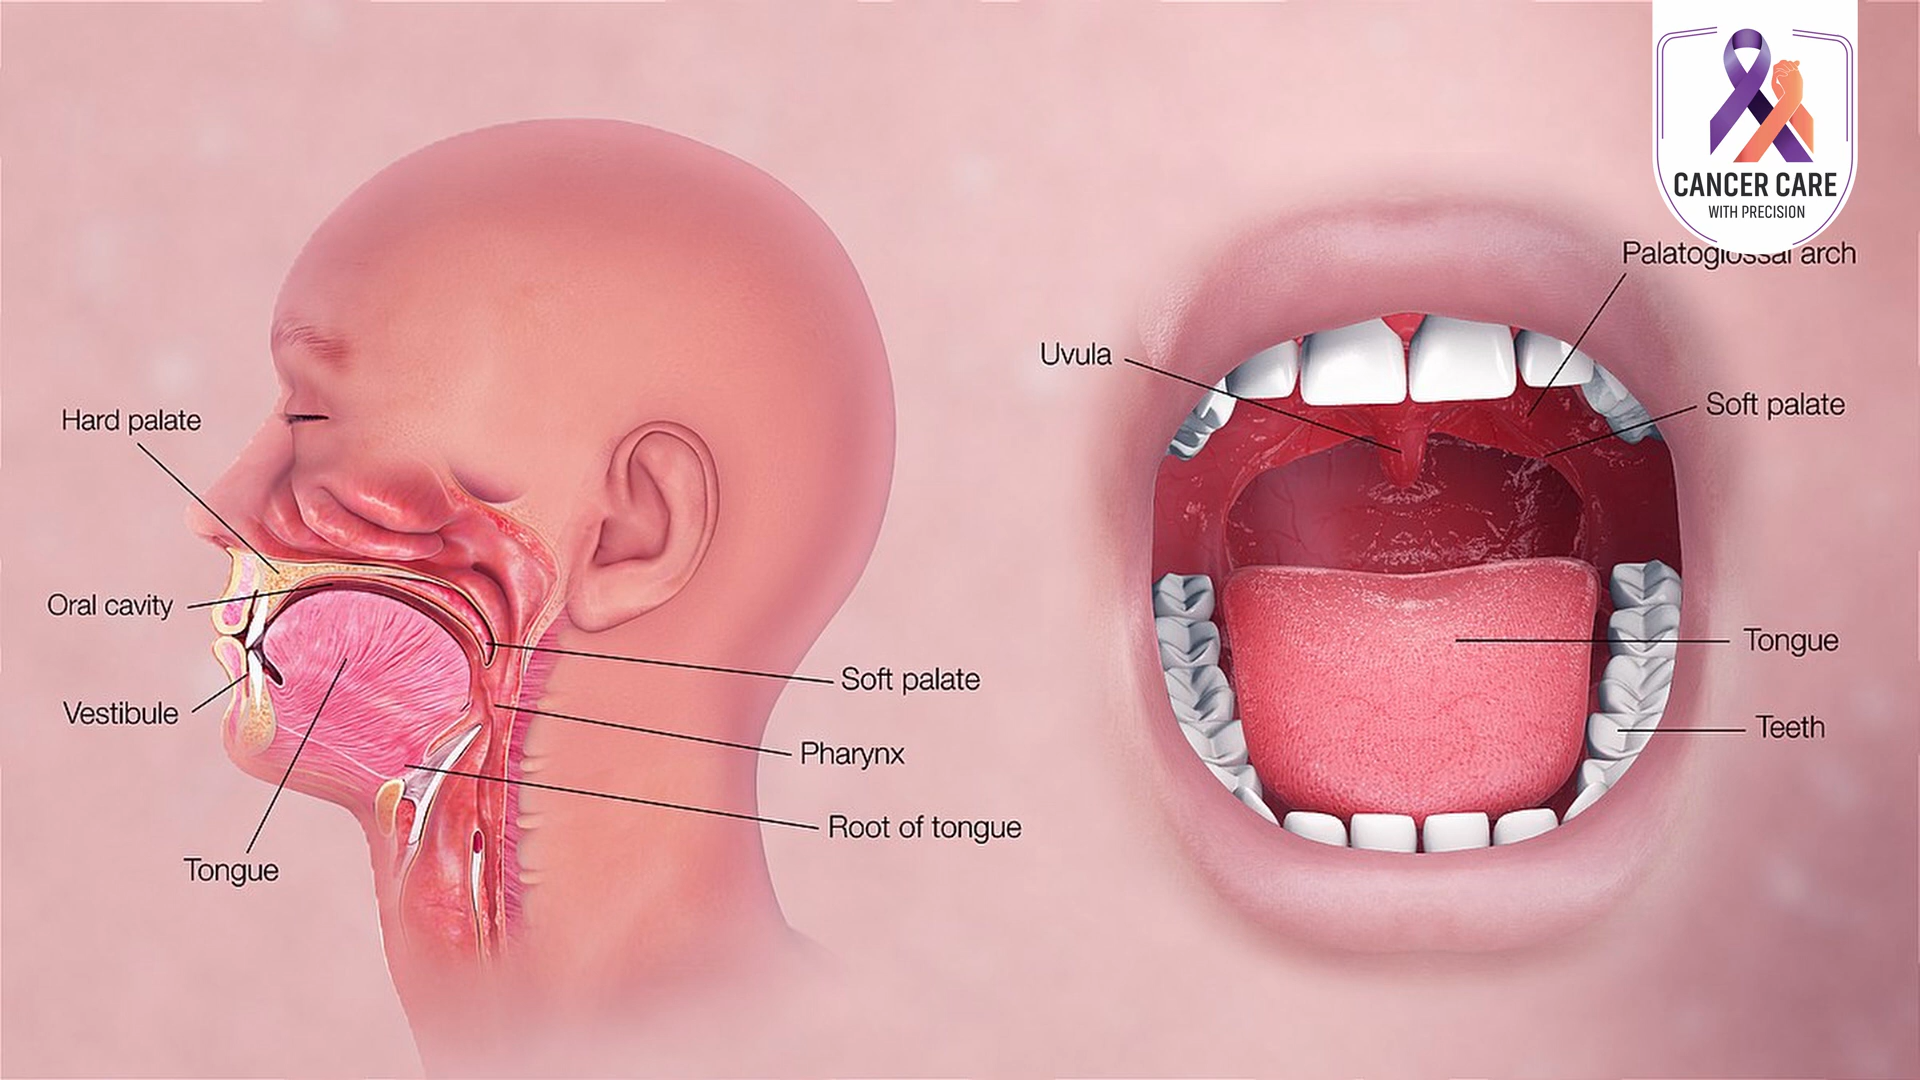 CANCER CARE
WITH PRECISION
Hard palate
Oral cavity
Vestibule
Tongue
Soft palate
Pharynx
Root of tongue
Uvula
Palatoglossal arch
Soft palate
Tongue
Teeth